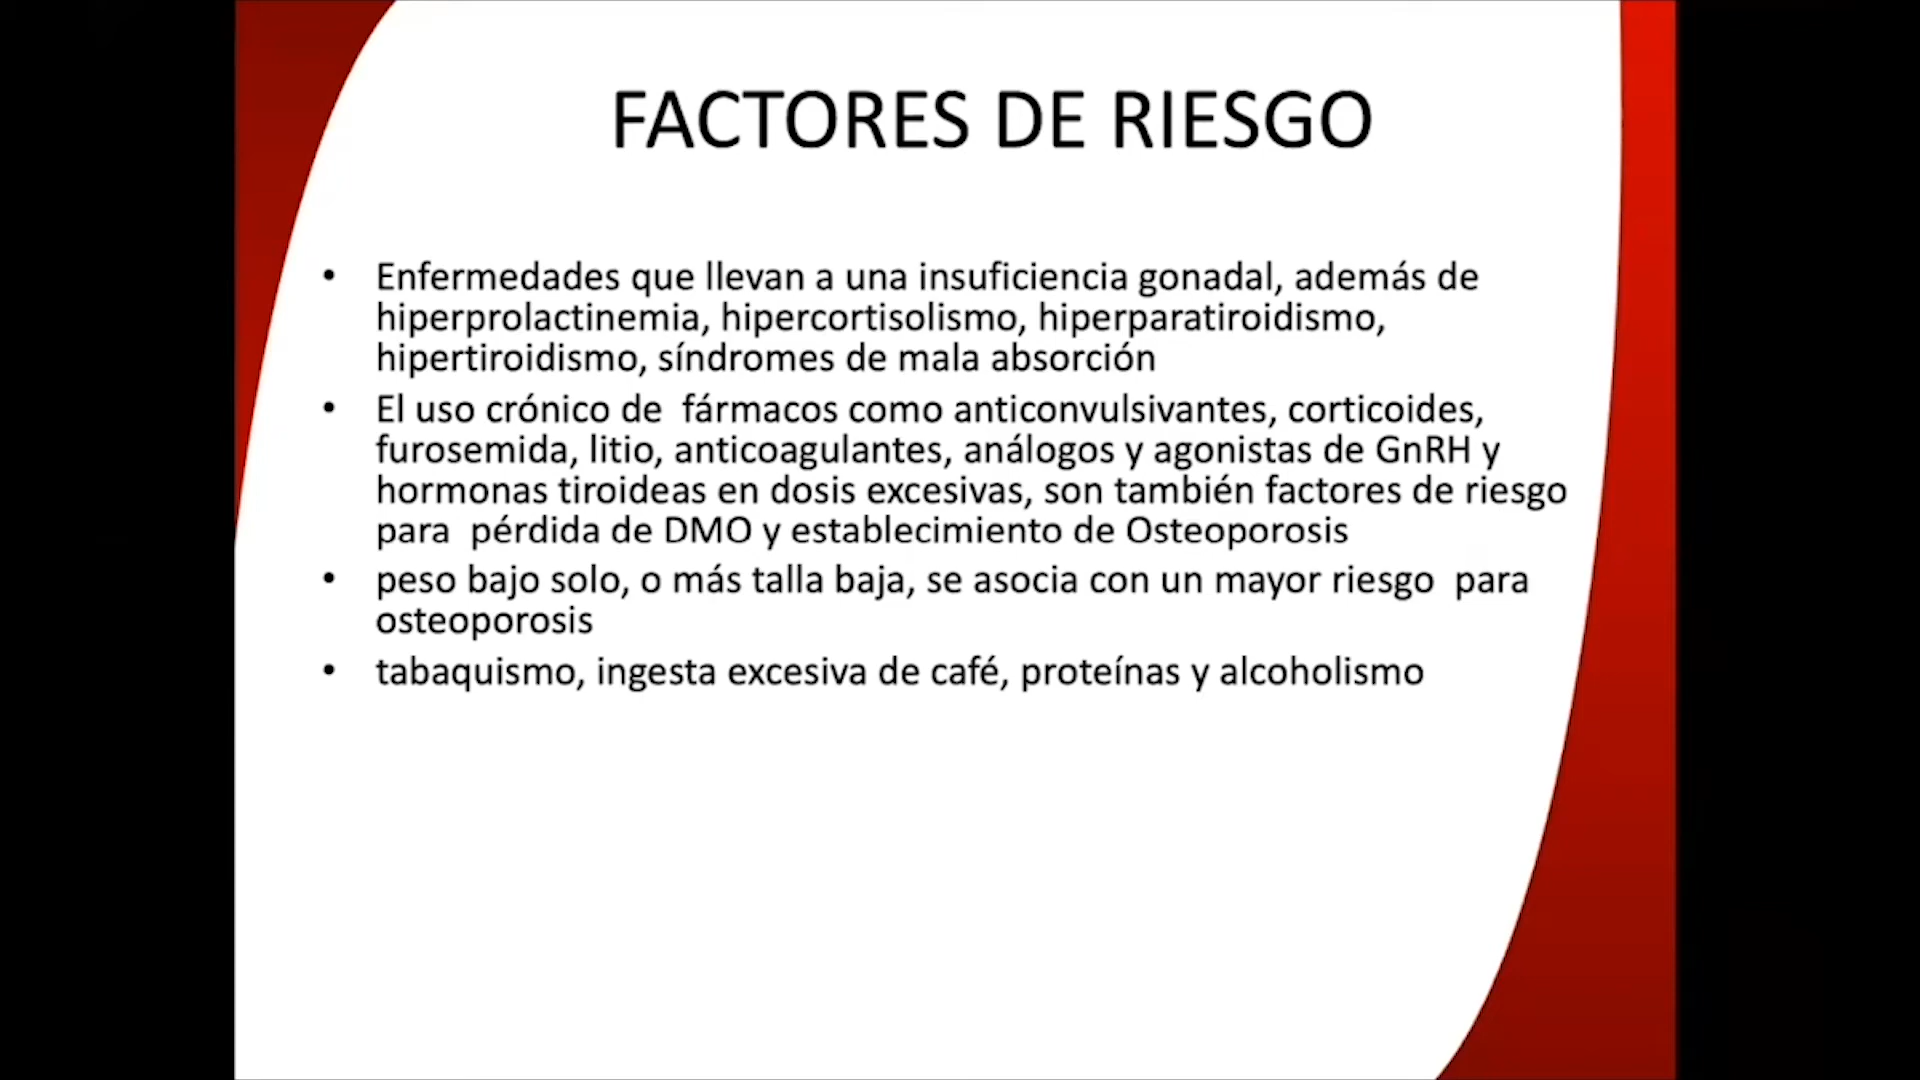 FACTORES DE RIESGO
• Enfermedades que llevan a una insuficiencia gonadal, además de
hiperprolactinemia, hipercortisolismo, hiperparatiroidismo,
hipertiroidismo, síndromes de mala absorción
• El uso crónico de  fármacos como anticonvulsivantes, corticoides,
furosemida, litio, anticoagulantes, análogos y agonistas de GnRH y
hormonas tiroideas en dosis excesivas, son también factores de riesgo
para  pérdida de DMO y establecimiento de Osteoporosis
• peso bajo solo, o más talla baja, se asocia con un mayor riesgo  para
osteoporosis
• tabaquismo, ingesta excesiva de café, proteínas y alcoholismo